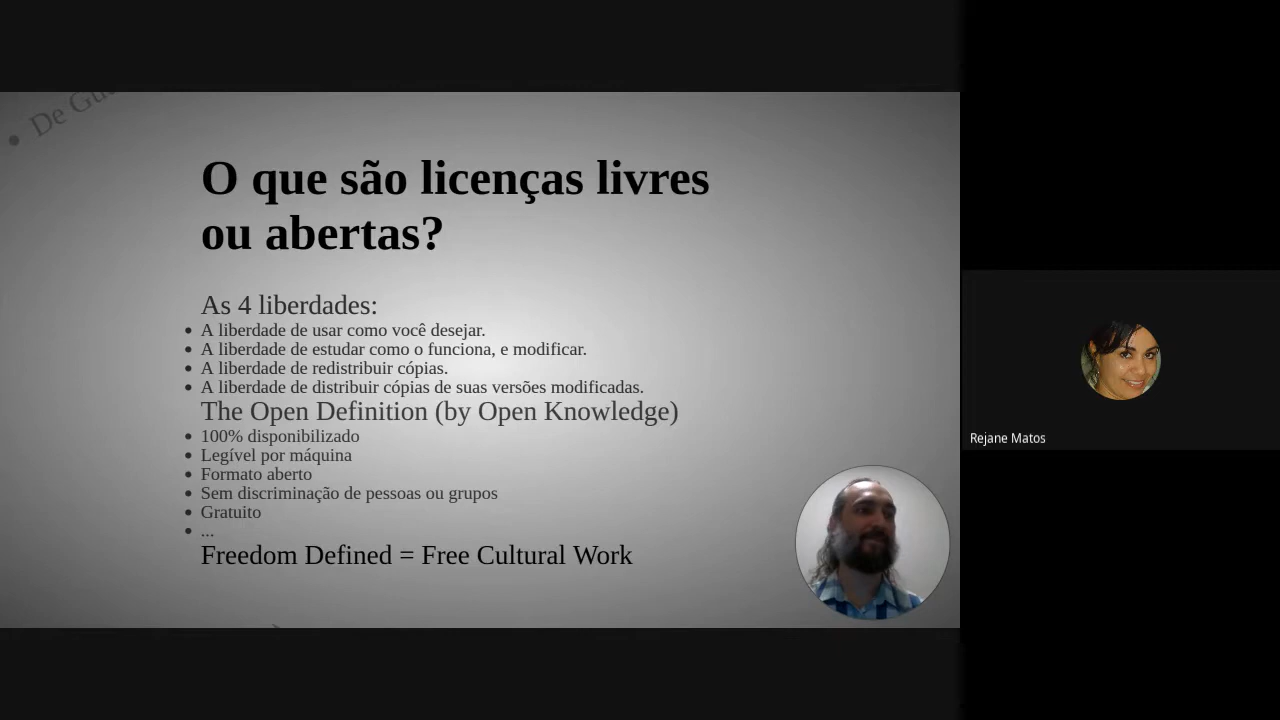 De Gu
O que são licenças livres
ou abertas?
As 4 liberdades:
• A liberdade de usar como você desejar.
• A liberdade de estudar como o funciona, e modificar.
• A liberdade de redistribuir cópias.
• A liberdade de distribuir cópias de suas versões modificadas.
The Open Definition (by Open Knowledge)
• 100% disponibilizado
• Legível por máquina
• Formato aberto
• Sem discriminação de pessoas ou grupos
• Gratuito
• ...
Freedom Defined = Free Cultural Work
Rejane Matos